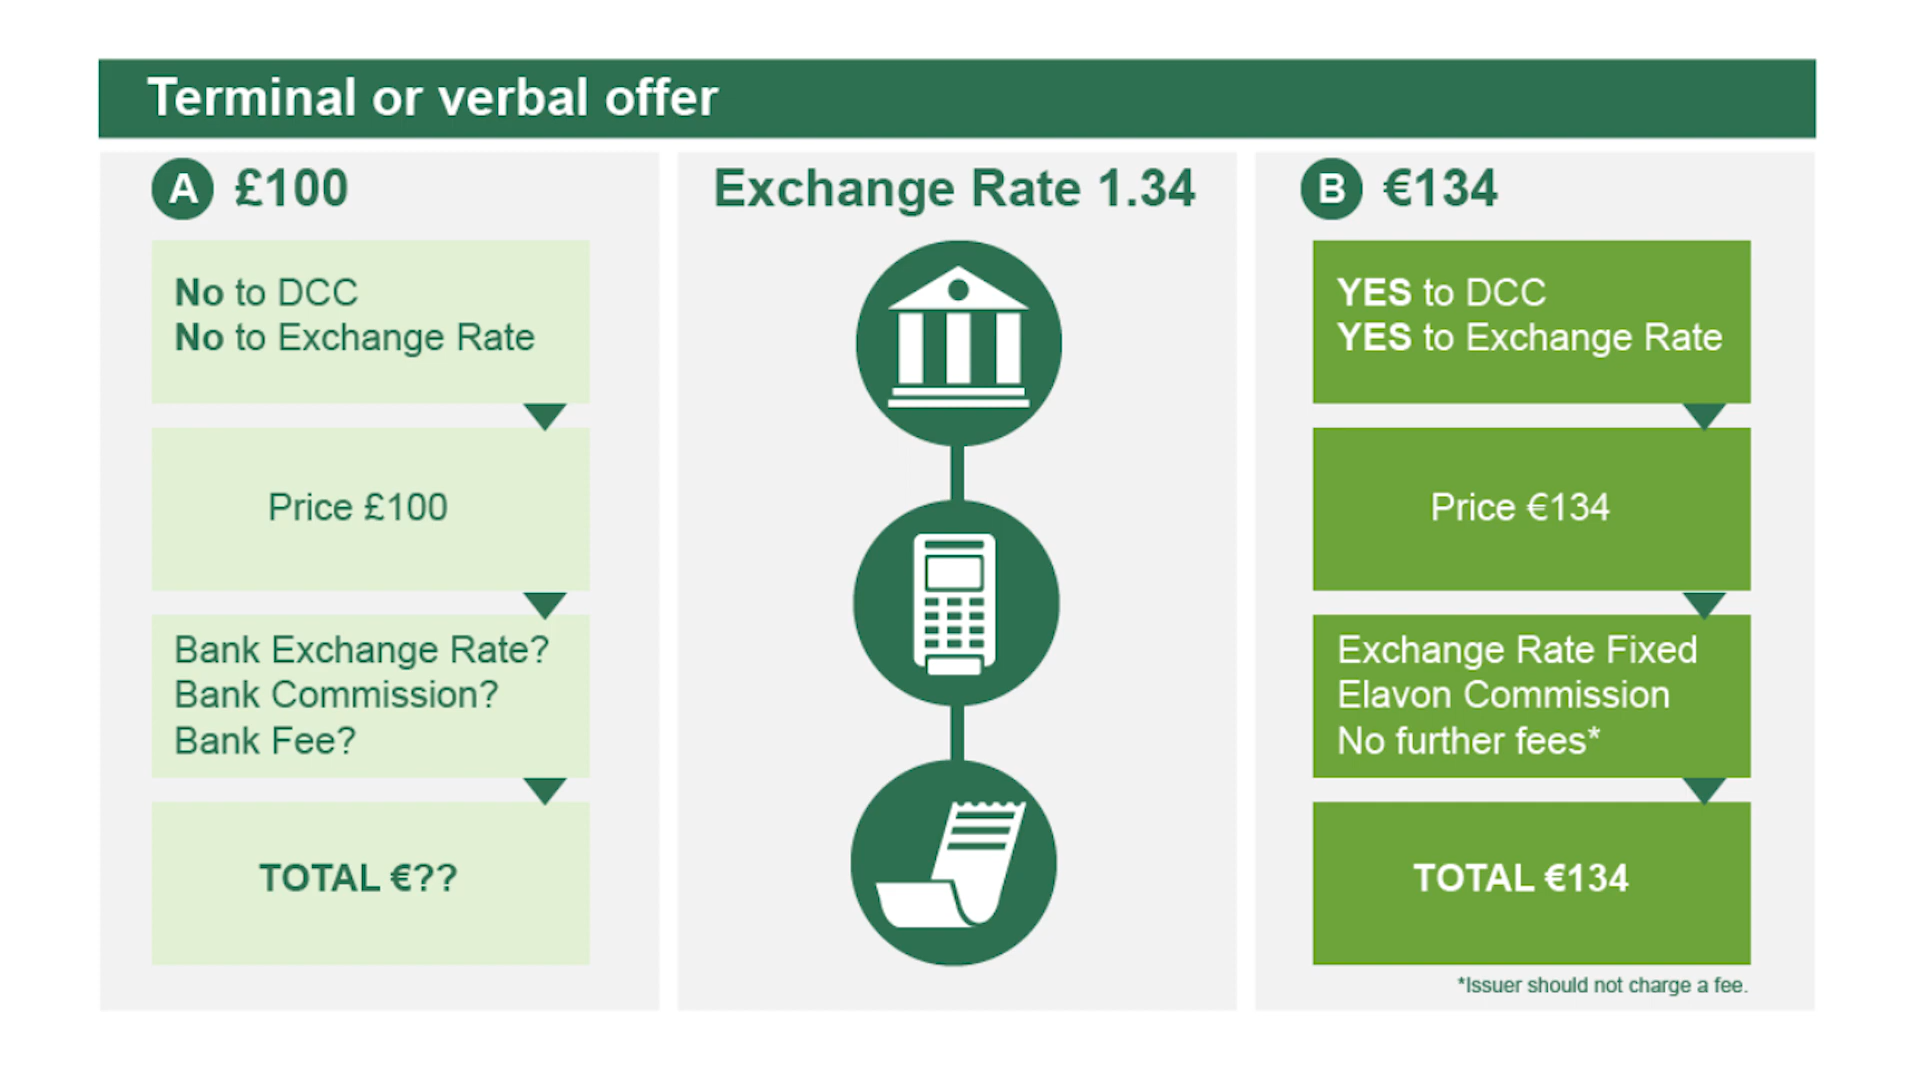 Terminal or verbal offer
A £100
No to DCC
No to Exchange Rate
Price £100
Bank Exchange Rate?
Bank Commission?
Bank Fee?
TOTAL €??
Exchange Rate 1.34
B €134
YES to DCC
YES to Exchange Rate
Price €134
Exchange Rate Fixed
Elavon Commission
No further fees*
TOTAL €134
*Issuer should not charge a fee.